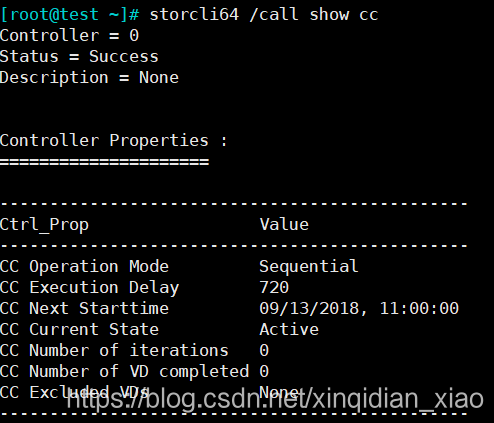 [root@test ~]# storcli64 /call show cc
Controller = 0
Status = Success
Description = None
Controller Properties :
=====================
-----------------------------------------------
Ctrl_Prop                 Value
-----------------------------------------------
CC Operation Mode         Sequential
CC Execution Delay        720
CC Next Starttime         09/13/2018, 11:00:00
CC Current State          Active
CC Number of iterations   0
CC Number of VD completed 0
CC Excluded VDs           None
-----------------------------------------------
https://blog.csdn.net/xinqidian_xiao